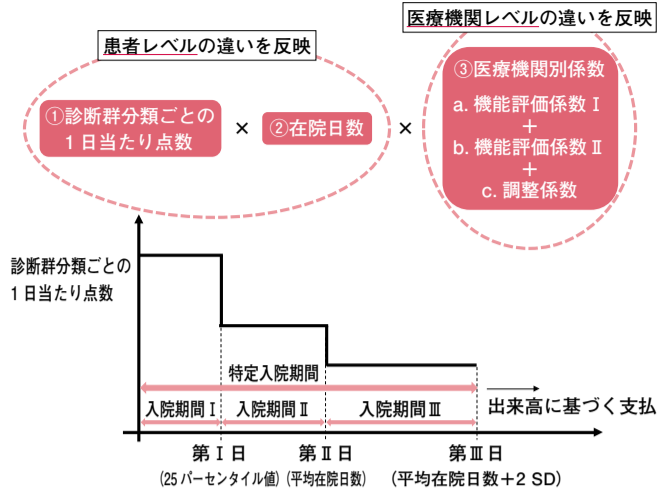 患者レベルの違いを反映
医療機関レベルの違いを反映
①診断群分類ごとの
1日当たり点数
×
②在院日数
×
③医療機関別係数
a. 機能評価係数Ⅰ
+
b. 機能評価係数Ⅱ
+
c. 調整係数
診断群分類ごとの
1日当たり点数
特定入院期間
出来高に基づく支払
入院期間Ⅰ
入院期間Ⅱ
入院期間Ⅲ
第Ⅰ日
第Ⅱ日
第Ⅲ日
(25パーセンタイル値)
(平均在院日数)
(平均在院日数+2 SD)